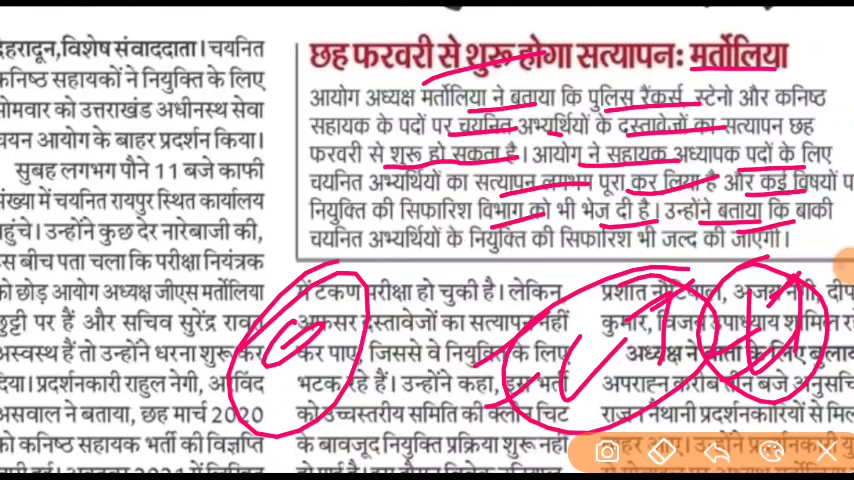 देहरादून, विशेष संवाददाता। चयनित
कनिष्ठ सहायकों ने नियुक्ति के लिए
सोमवार को उत्तराखंड अधीनस्थ सेवा
चयन आयोग के बाहर प्रदर्शन किया।
सुबह लगभग पौने 11 बजे काफी
संख्या में चयनित रायपुर स्थित कार्यालय
पहुंचे। उन्होंने कुछ देर नारेबाजी की,
इस बीच पता चला कि परीक्षा नियंत्रक
को छोड़ आयोग अध्यक्ष जीएस मर्तोलिया
छुट्टी पर हैं और सचिव सुरेंद्र रावत
अस्वस्थ हैं तो उन्होंने धरना शुरू कर
दिया। प्रदर्शनकारी राहुल नेगी, अरविंद
असवाल ने बताया, छह मार्च 2020
को कनिष्ठ सहायक भर्ती की विज्ञप्ति
छह फरवरी से शुरू होगा सत्यापनः मर्तोलिया
आयोग अध्यक्ष मर्तोलिया ने बताया कि पुलिस रैंकर्स स्टेनो और कनिष्ठ
सहायक के पदों पर चयनित अभ्यर्थियों के दस्तावेजों का सत्यापन छह
फरवरी से शुरू हो सकता है। आयोग ने सहायक अध्यापक पदों के लिए
चयनित अभ्यर्थियों का सत्यापन लगभग पूरा कर लिया है और कई विषयों
नियुक्ति की सिफारिश विभाग को भी भेज दी है। उन्होंने बताया कि बाकी
चयनित अभ्यर्थियों के नियुक्ति की सिफारिश भी जल्द की जाएगी।
में टंकण परीक्षा हो चुकी है। लेकिन
अफसर दस्तावेजों का सत्यापन नहीं
कर पाए, जिससे वे नियुक्ति के लिए
भटक रहे हैं। उन्होंने कहा, इस भर्ती
को उच्चस्तरीय समिति की क्लीन चिट
के बावजूद नियुक्ति प्रक्रिया शुरू नहीं
प्रशांत नौटियाल, अजय
कुमार, विजय उपाध्याय शामिल
अध्यक्ष ने के लिए
अपराह्न करीब तीन बजे
प्रदर्शनकारियों से
बाहर आए। उन्होंने